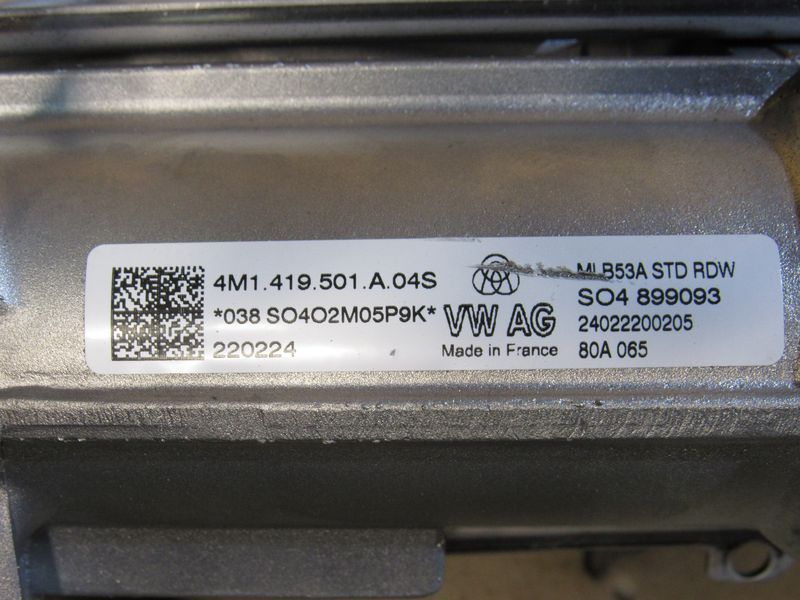 4M1.419.501.A.04S
*038 SO4O2M05P9K*
220224
VW AG
Made in France
MLB53A STD RDW
SO4 899093
24022200205
80A 065